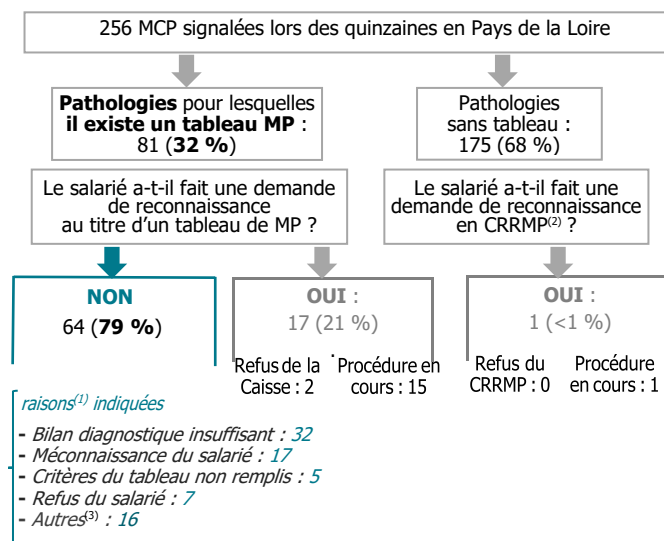 256 MCP signalées lors des quinzaines en Pays de la Loire
Pathologies pour lesquelles
il existe un tableau MP :
81 (32 %)
Pathologies
sans tableau :
175 (68 %)
Le salarié a-t-il fait une demande
de reconnaissance
au titre d'un tableau de MP ?
Le salarié a-t-il fait une
demande de reconnaissance
en CRRMP(2) ?
NON
64 (79 %)
OUI :
17 (21 %)
Refus de la
Caisse : 2
Procédure en
cours : 15
OUI :
1 (<1 %)
Refus du
CRRMP : 0
Procédure
en cours : 1
raisons(1) indiquées
- Bilan diagnostique insuffisant : 32
- Méconnaissance du salarié : 17
- Critères du tableau non remplis : 5
- Refus du salarié : 7
- Autres(3) : 16